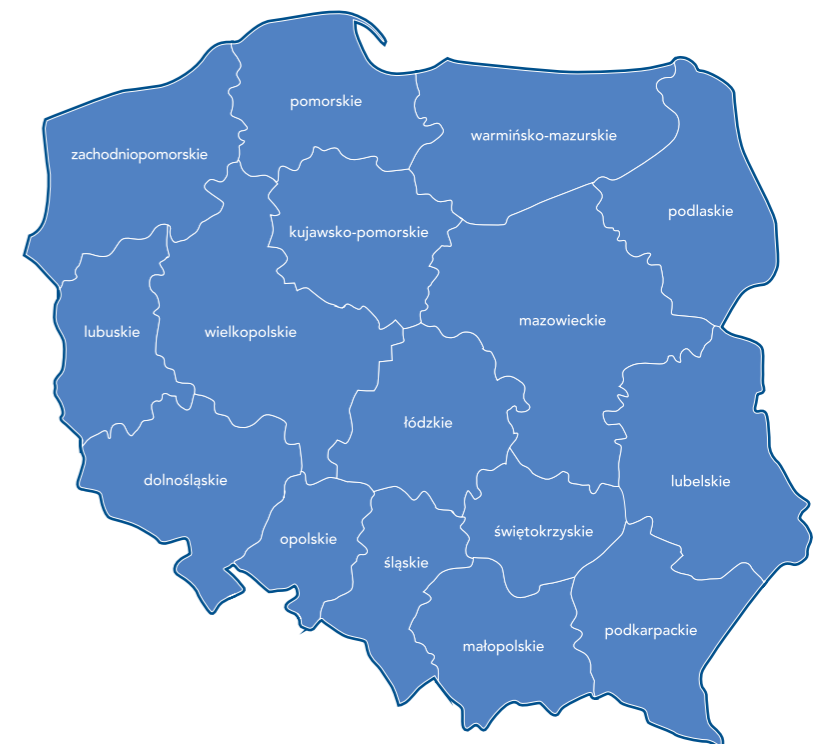 pomorskie
warmińsko-mazurskie
zachodniopomorskie
podlaskie
kujawsko-pomorskie
mazowieckie
lubuskie
wielkopolskie
łódzkie
dolnośląskie
lubelskie
świętokrzyskie
opolskie
śląskie
podkarpackie
małopolskie